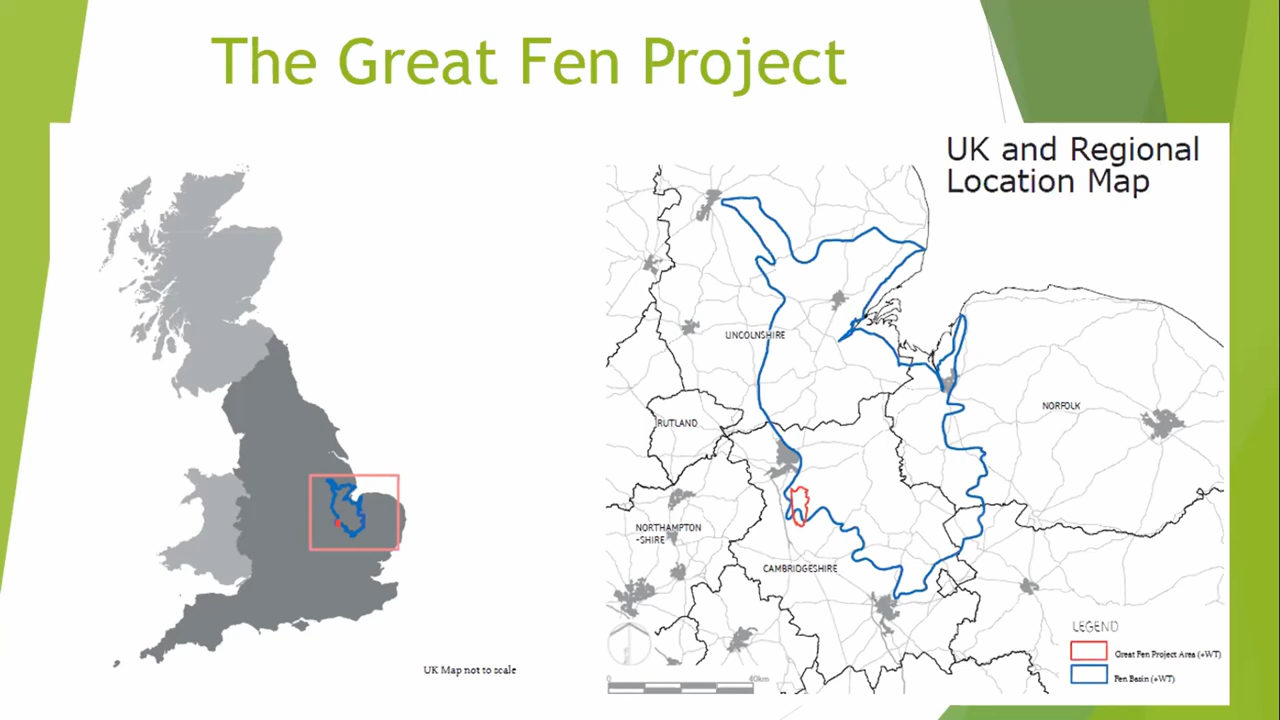 The Great Fen Project
UK and Regional
Location Map
LINCOLNSHIRE
RUTLAND
NORFOLK
NORTHAMPTON
-SHIRE
CAMBRIDGESHIRE
LEGEND
Great Fen Project Area (+WT)
Fen Basin (+WT)
UK Map not to scale
0 40km